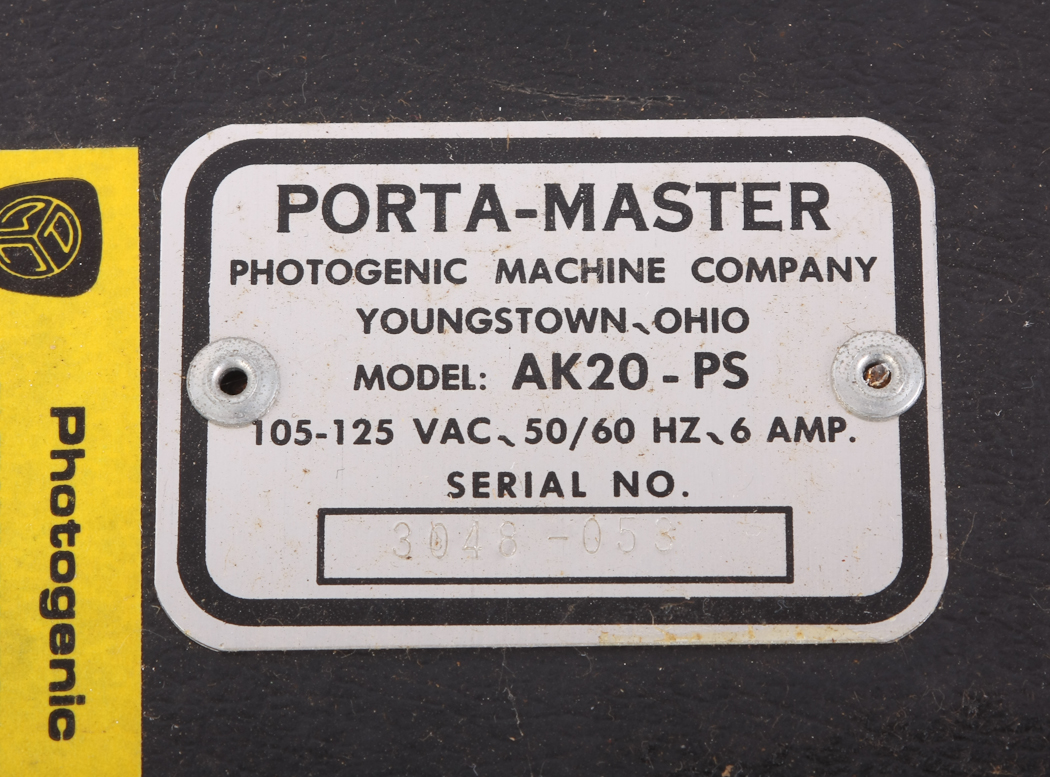 PORTA-MASTER
PHOTOGENIC MACHINE COMPANY
YOUNGSTOWN, OHIO
MODEL: AK20 - PS
105-125 VAC, 50/60 HZ, 6 AMP.
SERIAL NO.
3048-053
Photogenic